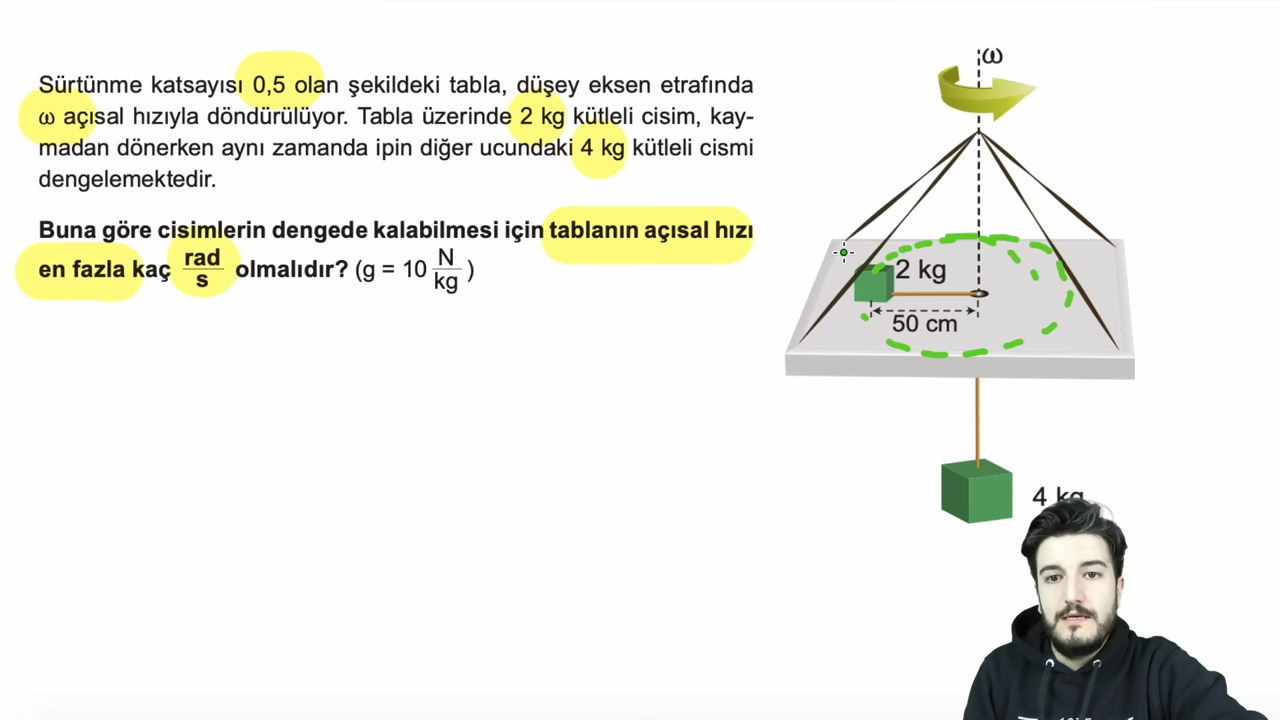 Sürtünme katsayısı 0,5 olan şekildeki tabla, düşey eksen etrafında
ω açısal hızıyla döndürülüyor. Tabla üzerinde 2 kg kütleli cisim, kay-
madan dönerken aynı zamanda ipin diğer ucundaki 4 kg kütleli cismi
dengelemektedir.
Buna göre cisimlerin dengede kalabilmesi için tablanın açısal hızı
en fazla kaç rad/s olmalıdır? (g = 10 N/kg)
ω
2 kg
50 cm
4 kg